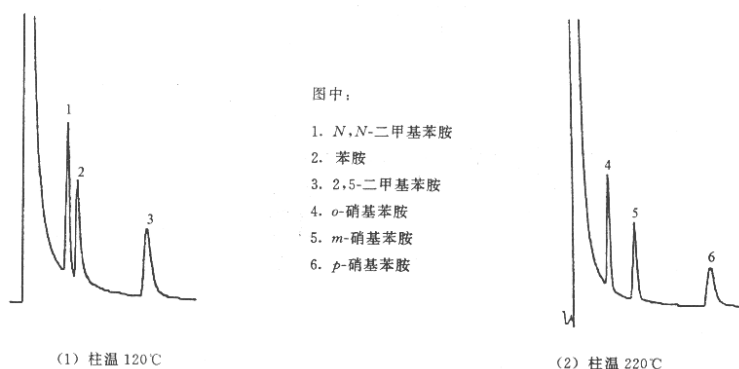 1
2
3
(1) 柱温 120℃
图中：
1. N,N-二甲基苯胺
2. 苯胺
3. 2,5-二甲基苯胺
4. o-硝基苯胺
5. m-硝基苯胺
6. p-硝基苯胺
4
5
6
(2) 柱温 220℃